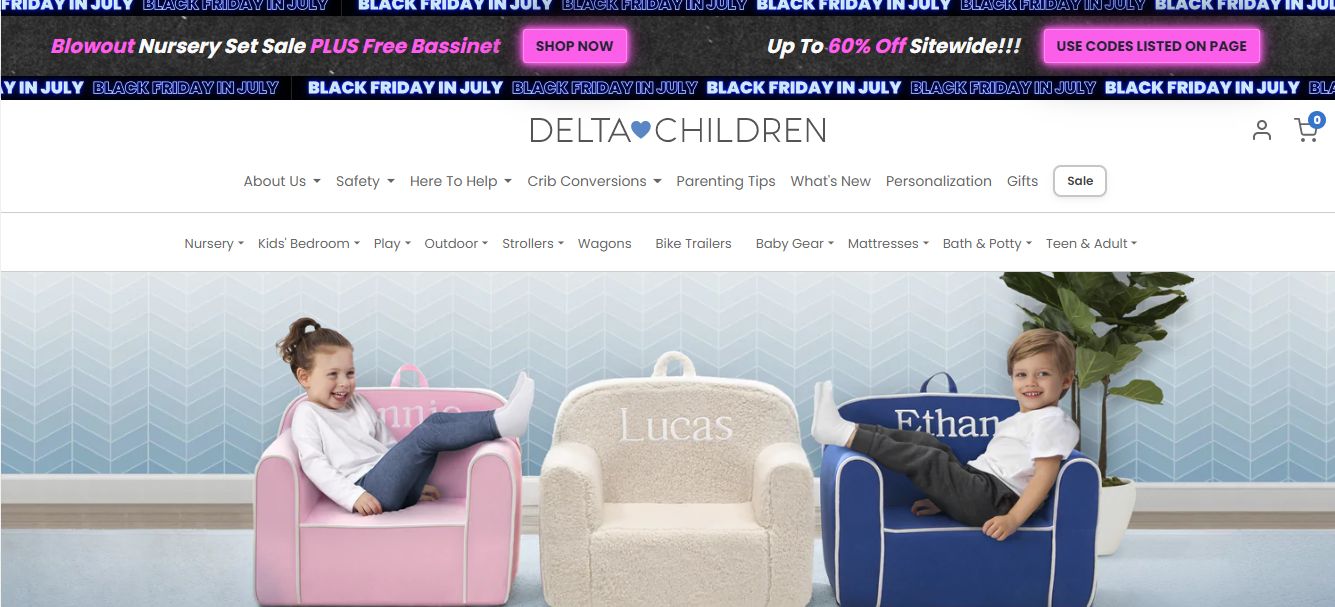 FRIDAY IN JULY BLACK FRIDAY IN JULY BLACK FRIDAY IN JULY BLACK FRIDAY IN JULY BLACK FRIDAY IN JULY BLACK FRIDAY IN JULY BLACK FRIDAY IN JUL
Blowout Nursery Set Sale PLUS Free Bassinet SHOP NOW Up To 60% Off Sitewide!!! USE CODES LISTED ON PAGE
AY IN JULY BLACK FRIDAY IN JULY BLACK FRIDAY IN JULY BLACK FRIDAY IN JULY BLACK FRIDAY IN JULY BLACK FRIDAY IN JULY BLACK FRIDAY IN JULY BLA
DELTA CHILDREN
0
About Us Safety Here To Help Crib Conversions Parenting Tips What's New Personalization Gifts Sale
Nursery Kids' Bedroom Play Outdoor Strollers Wagons Bike Trailers Baby Gear Mattresses Bath & Potty Teen & Adult
nnie Lucas Ethan